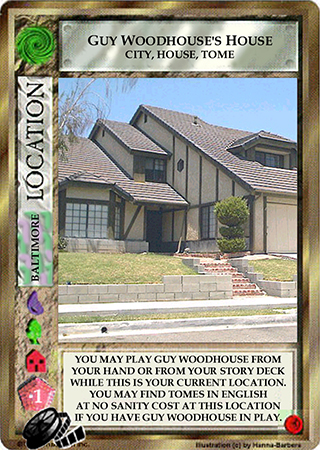 GUY WOODHOUSE'S HOUSE
CITY, HOUSE, TOME
LOCATION
BALTIMORE
-1
YOU MAY PLAY GUY WOODHOUSE FROM
YOUR HAND OR FROM YOUR STORY DECK
WHILE THIS IS YOUR CURRENT LOCATION.
YOU MAY FIND TOMES IN ENGLISH
AT NO SANITY COST AT THIS LOCATION
IF YOU HAVE GUY WOODHOUSE IN PLAY.
Inc.
Illustration (c) by Hanna-Barbera